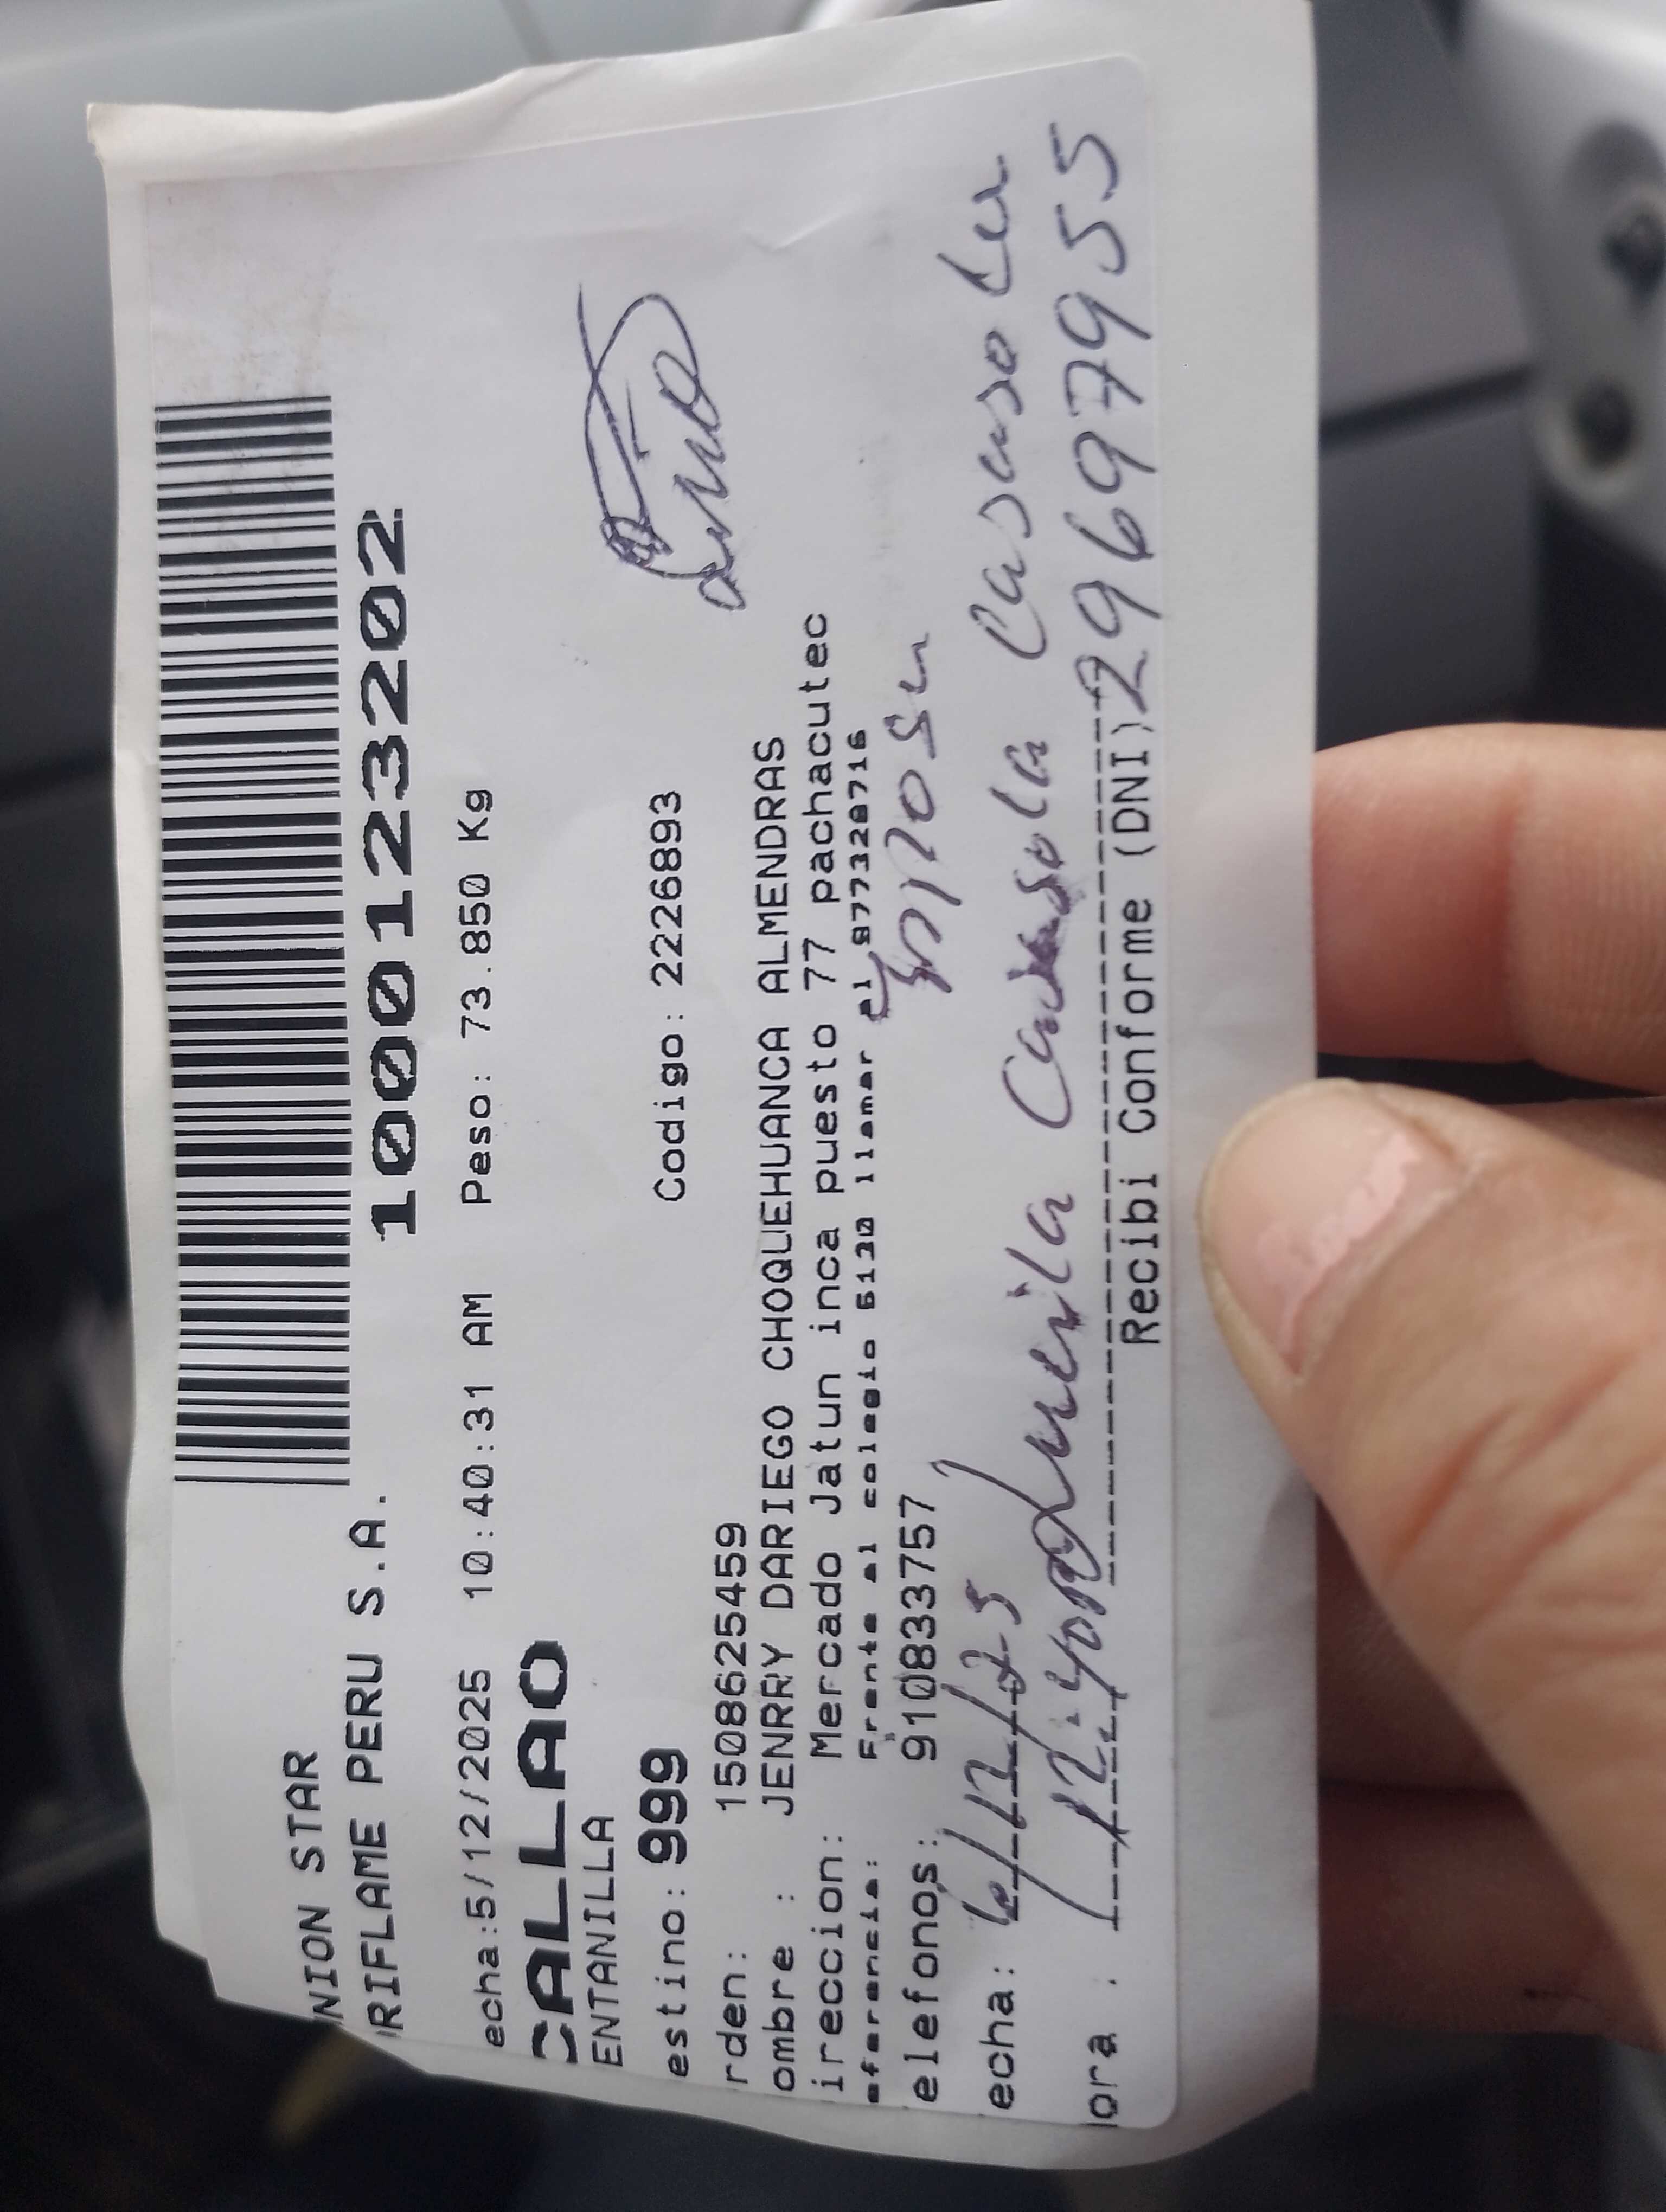 NION STAR
RIFLAME PERU S.A.
1000123202
echa:5/12/2025 10:40:31 AM Peso: 73.850 Kg
CALLAO
ENTANILLA
estino: 999 Codigo: 2226893
rden: 1508625459
ombre : JENRRY DARIEGO CHOQUEHUANCA ALMENDRAS
ireccion: Mercado Jatun inca puesto 77 pachacutec
eferencia: Frente al colegio 5130 llamar al 977328716
elefonos: 910833757
echa: 6/12/25
ora : 12:40 Lucila Casasola
29697955
Recibi Conforme (DNI)